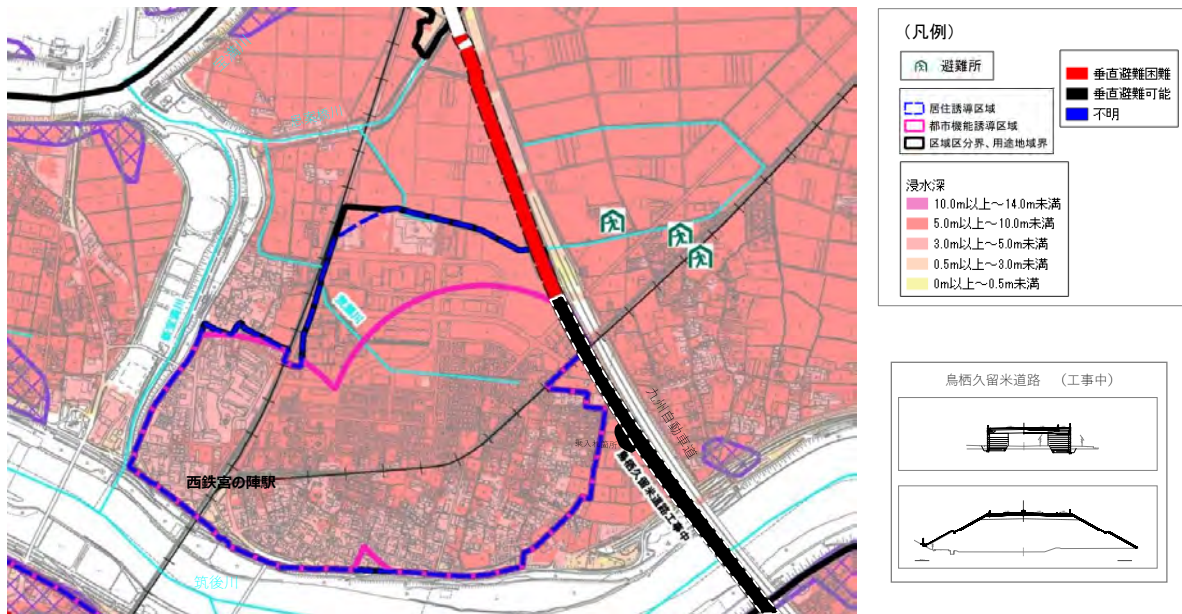 九州自動車道
乗入れ箇所
鳥栖久留米道路工事中
西鉄宮の陣駅
筑後川
(凡例)
避難所
居住誘導区域
都市機能誘導区域
区域区分界、用途地域界
垂直避難困難
垂直避難可能
不明
浸水深
10.0m以上～14.0m未満
5.0m以上～10.0m未満
3.0m以上～5.0m未満
0.5m以上～3.0m未満
0m以上～0.5m未満
鳥栖久留米道路 (工事中)